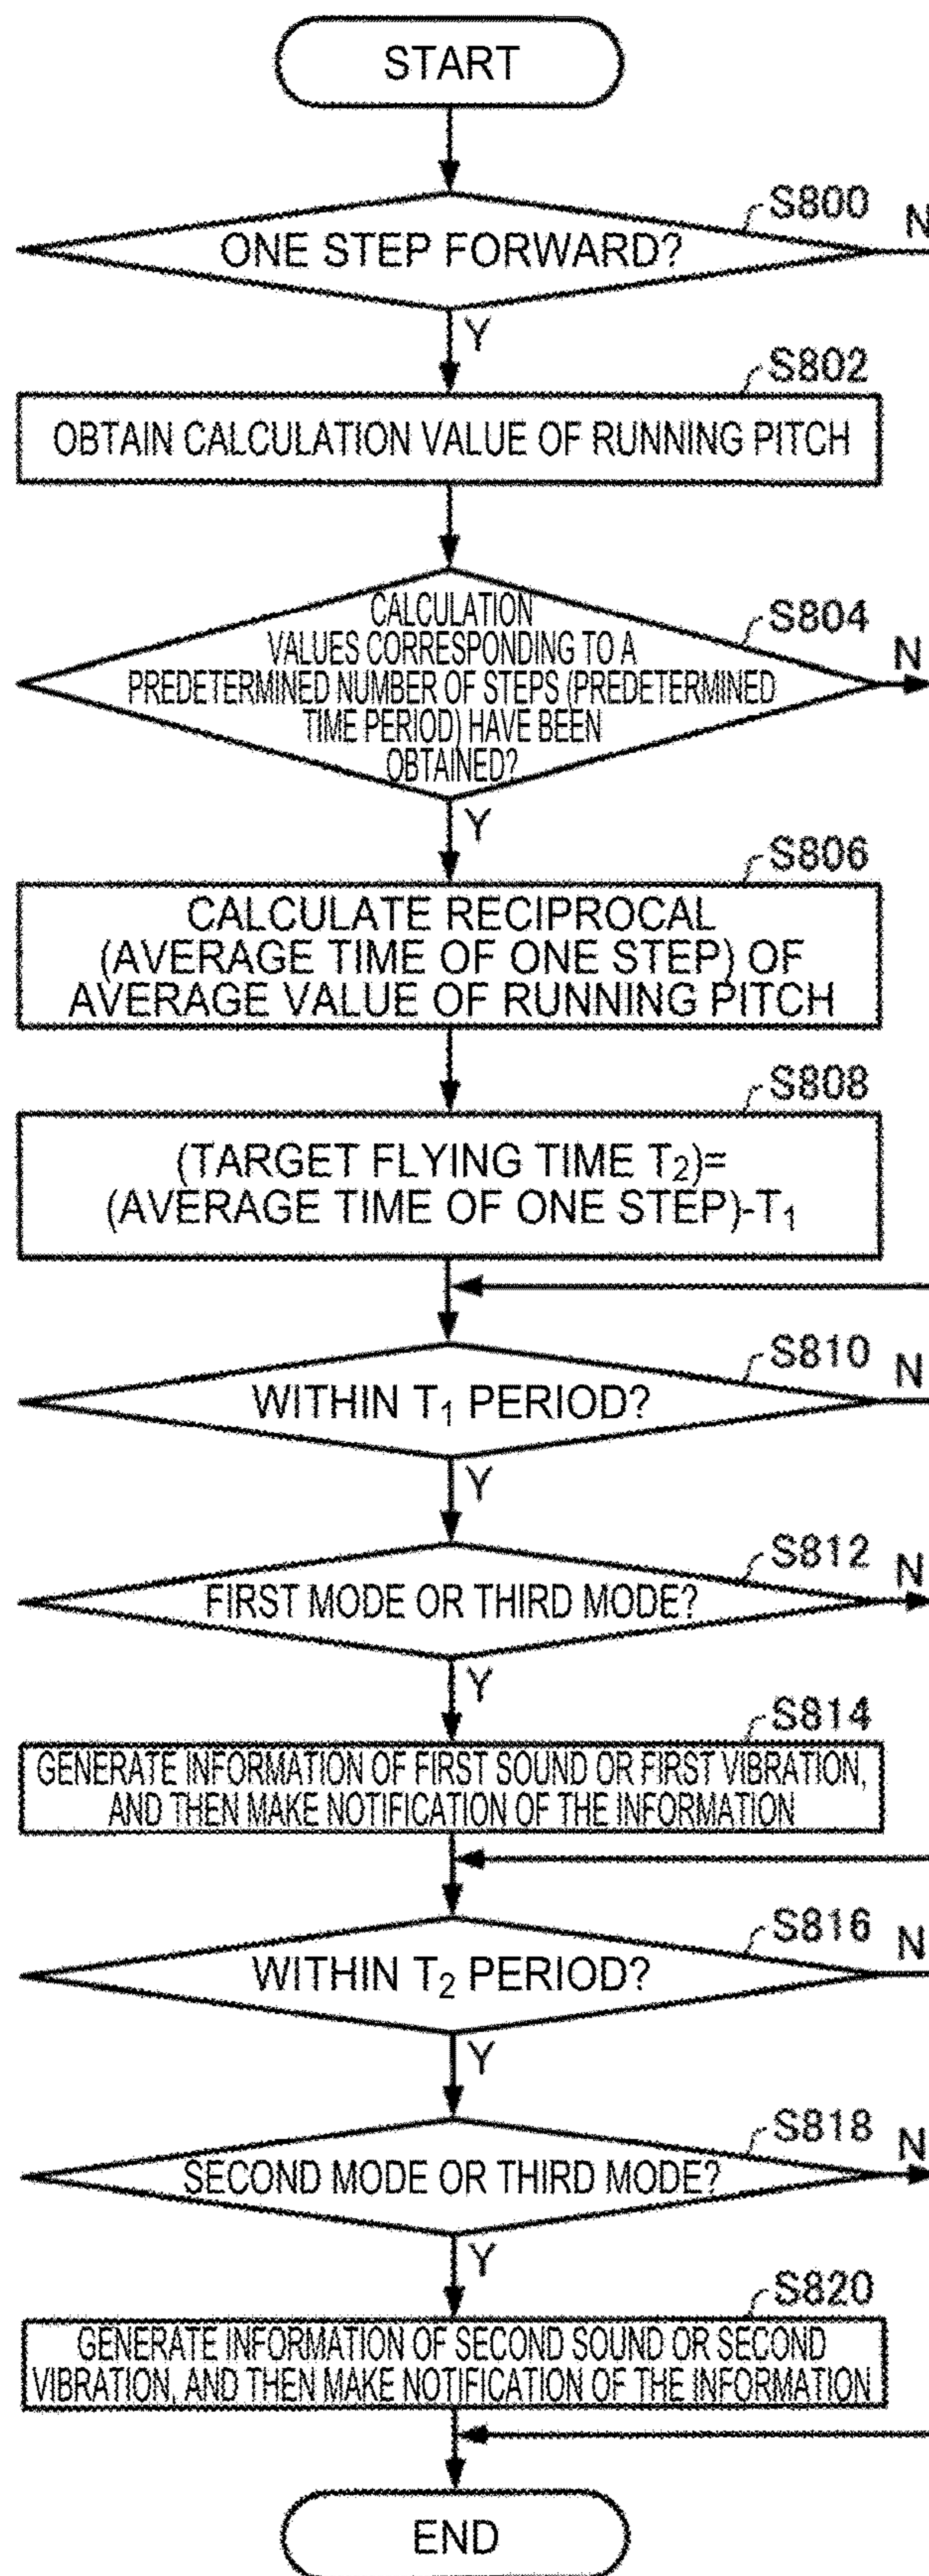 START
S800
ONE STEP FORWARD?
N
Y
S802
OBTAIN CALCULATION VALUE OF RUNNING PITCH
S804
CALCULATION
VALUES CORRESPONDING TO A
PREDETERMINED NUMBER OF STEPS (PREDETERMINED
TIME PERIOD) HAVE BEEN
OBTAINED?
N
Y
S806
CALCULATE RECIPROCAL
(AVERAGE TIME OF ONE STEP) OF
AVERAGE VALUE OF RUNNING PITCH
S808
(TARGET FLYING TIME T₂)=
(AVERAGE TIME OF ONE STEP)-T₁
S810
WITHIN T₁ PERIOD?
N
Y
S812
FIRST MODE OR THIRD MODE?
N
Y
S814
GENERATE INFORMATION OF FIRST SOUND OR FIRST VIBRATION,
AND THEN MAKE NOTIFICATION OF THE INFORMATION
S816
WITHIN T₂ PERIOD?
N
Y
S818
SECOND MODE OR THIRD MODE?
N
Y
S820
GENERATE INFORMATION OF SECOND SOUND OR SECOND
VIBRATION, AND THEN MAKE NOTIFICATION OF THE INFORMATION
END